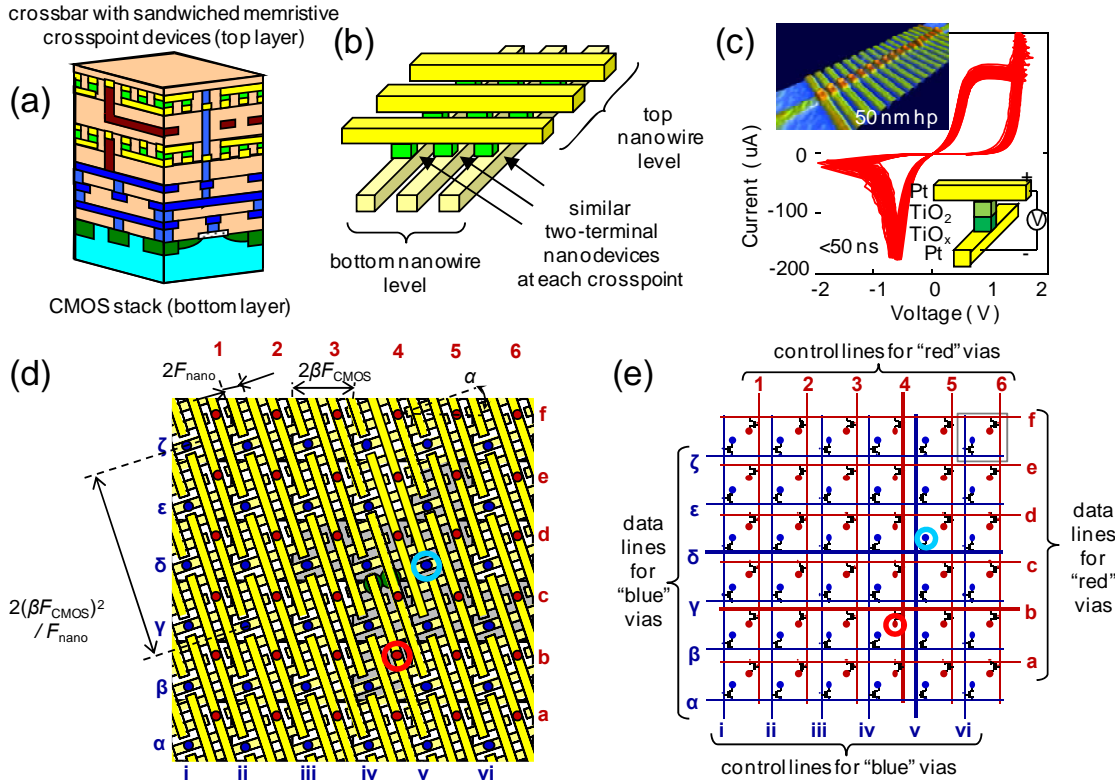 crossbar with sandwiched memristive
crosspoint devices (top layer)
(a)
CMOS stack (bottom layer)
(b)
top
nanowire
level
similar
two-terminal
nanodevices
at each crosspoint
bottom nanowire
level
(c)
50 nm hp
Current ( uA)
0
-100
-200
<50 ns
Pt
TiO2
TiOx
Pt
+
V
-
-2
-1
0
1
2
Voltage ( V)
(d)
1 2 3 4 5 6
2Fnano
2βFCMOS
α
2(βFCMOS)2
/ Fnano
ζ
ε
δ
γ
β
α
f
e
d
c
b
a
i ii iii iv v vi
(e)
control lines for “red” vias
1 2 3 4 5 6
data
lines
for
“blue”
vias
ζ
ε
δ
γ
β
α
f
e
d
c
b
a
data
lines
for
“red”
vias
i ii iii iv v vi
control lines for “blue” vias